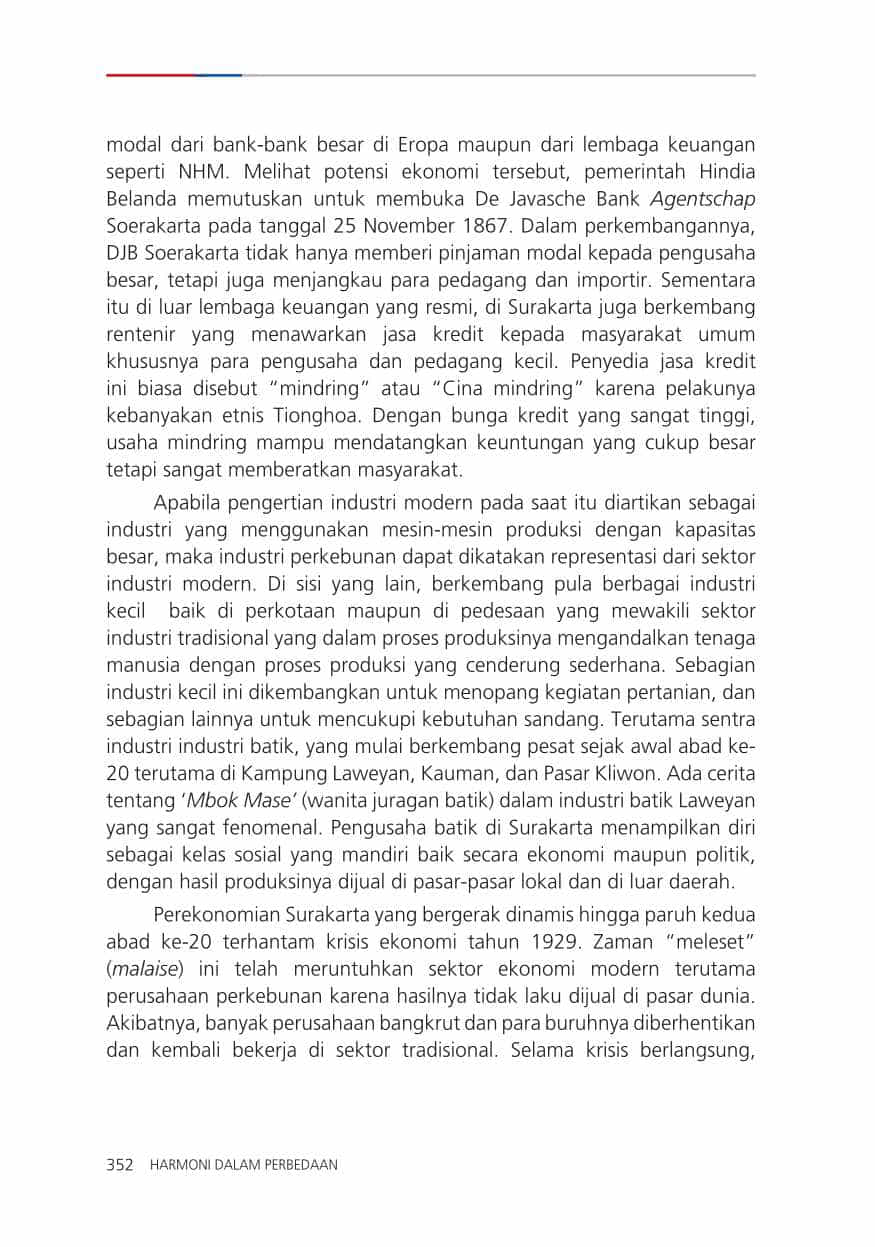 modal dari bank-bank besar di Eropa maupun dari lembaga keuangan
seperti NHM. Melihat potensi ekonomi tersebut, pemerintah Hindia
Belanda memutuskan untuk membuka De Javasche Bank Agentschap
Soerakarta pada tanggal 25 November 1867. Dalam perkembangannya,
DJB Soerakarta tidak hanya memberi pinjaman modal kepada pengusaha
besar, tetapi juga menjangkau para pedagang dan importir. Sementara
itu di luar lembaga keuangan yang resmi, di Surakarta juga berkembang
rentenir yang menawarkan jasa kredit kepada masyarakat umum
khususnya para pengusaha dan pedagang kecil. Penyedia jasa kredit
ini biasa disebut “mindring” atau “Cina mindring” karena pelakunya
kebanyakan etnis Tionghoa. Dengan bunga kredit yang sangat tinggi,
usaha mindring mampu mendatangkan keuntungan yang cukup besar
tetapi sangat memberatkan masyarakat.
Apabila pengertian industri modern pada saat itu diartikan sebagai
industri yang menggunakan mesin-mesin produksi dengan kapasitas
besar, maka industri perkebunan dapat dikatakan representasi dari sektor
industri modern. Di sisi yang lain, berkembang pula berbagai industri
kecil baik di perkotaan maupun di pedesaan yang mewakili sektor
industri tradisional yang dalam proses produksinya mengandalkan tenaga
manusia dengan proses produksi yang cenderung sederhana. Sebagian
industri kecil ini dikembangkan untuk menopang kegiatan pertanian, dan
sebagian lainnya untuk mencukupi kebutuhan sandang. Terutama sentra
industri industri batik, yang mulai berkembang pesat sejak awal abad ke-
20 terutama di Kampung Laweyan, Kauman, dan Pasar Kliwon. Ada cerita
tentang ‘Mbok Mase’ (wanita juragan batik) dalam industri batik Laweyan
yang sangat fenomenal. Pengusaha batik di Surakarta menampilkan diri
sebagai kelas sosial yang mandiri baik secara ekonomi maupun politik,
dengan hasil produksinya dijual di pasar-pasar lokal dan di luar daerah.
Perekonomian Surakarta yang bergerak dinamis hingga paruh kedua
abad ke-20 terhantam krisis ekonomi tahun 1929. Zaman “meleset”
(malaise) ini telah meruntuhkan sektor ekonomi modern terutama
perusahaan perkebunan karena hasilnya tidak laku dijual di pasar dunia.
Akibatnya, banyak perusahaan bangkrut dan para buruhnya diberhentikan
dan kembali bekerja di sektor tradisional. Selama krisis berlangsung,
352 HARMONI DALAM PERBEDAAN